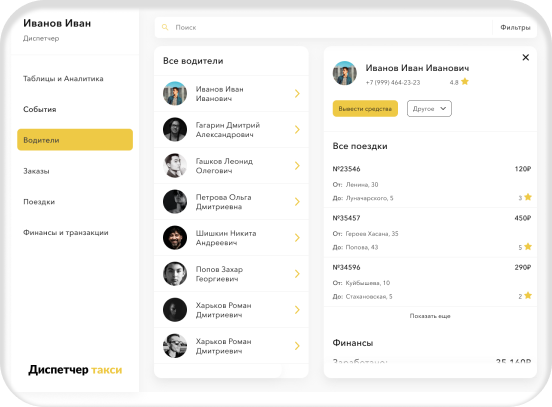 Иванов Иван
Диспетчер
Таблицы и Аналитика
События
Водители
Заказы
Поездки
Финансы и транзакции
Диспетчер такси
Поиск
Фильтры
Все водители
Иванов Иван
Иванович
Гагарин Дмитрий
Александрович
Гашков Леонид
Олегович
Петрова Ольга
Дмитриевна
Шишкин Никита
Андреевич
Попов Захар
Георгиевич
Харьков Роман
Дмитриевич
Харьков Роман
Дмитриевич
Иванов Иван Иванович
+7 (999) 464-23-23 4.8
Вывести средства Другое
Все поездки
№23546 120₽
От: Ленина, 30
До: Луначарского, 5 3
№35457 450₽
От: Героев Хасана, 35
До: Попова, 43 5
№34596 290₽
От: Куйбышева, 10
До: Стахановская, 5 2
Показать еще
Финансы
Заработано: 25 140₽